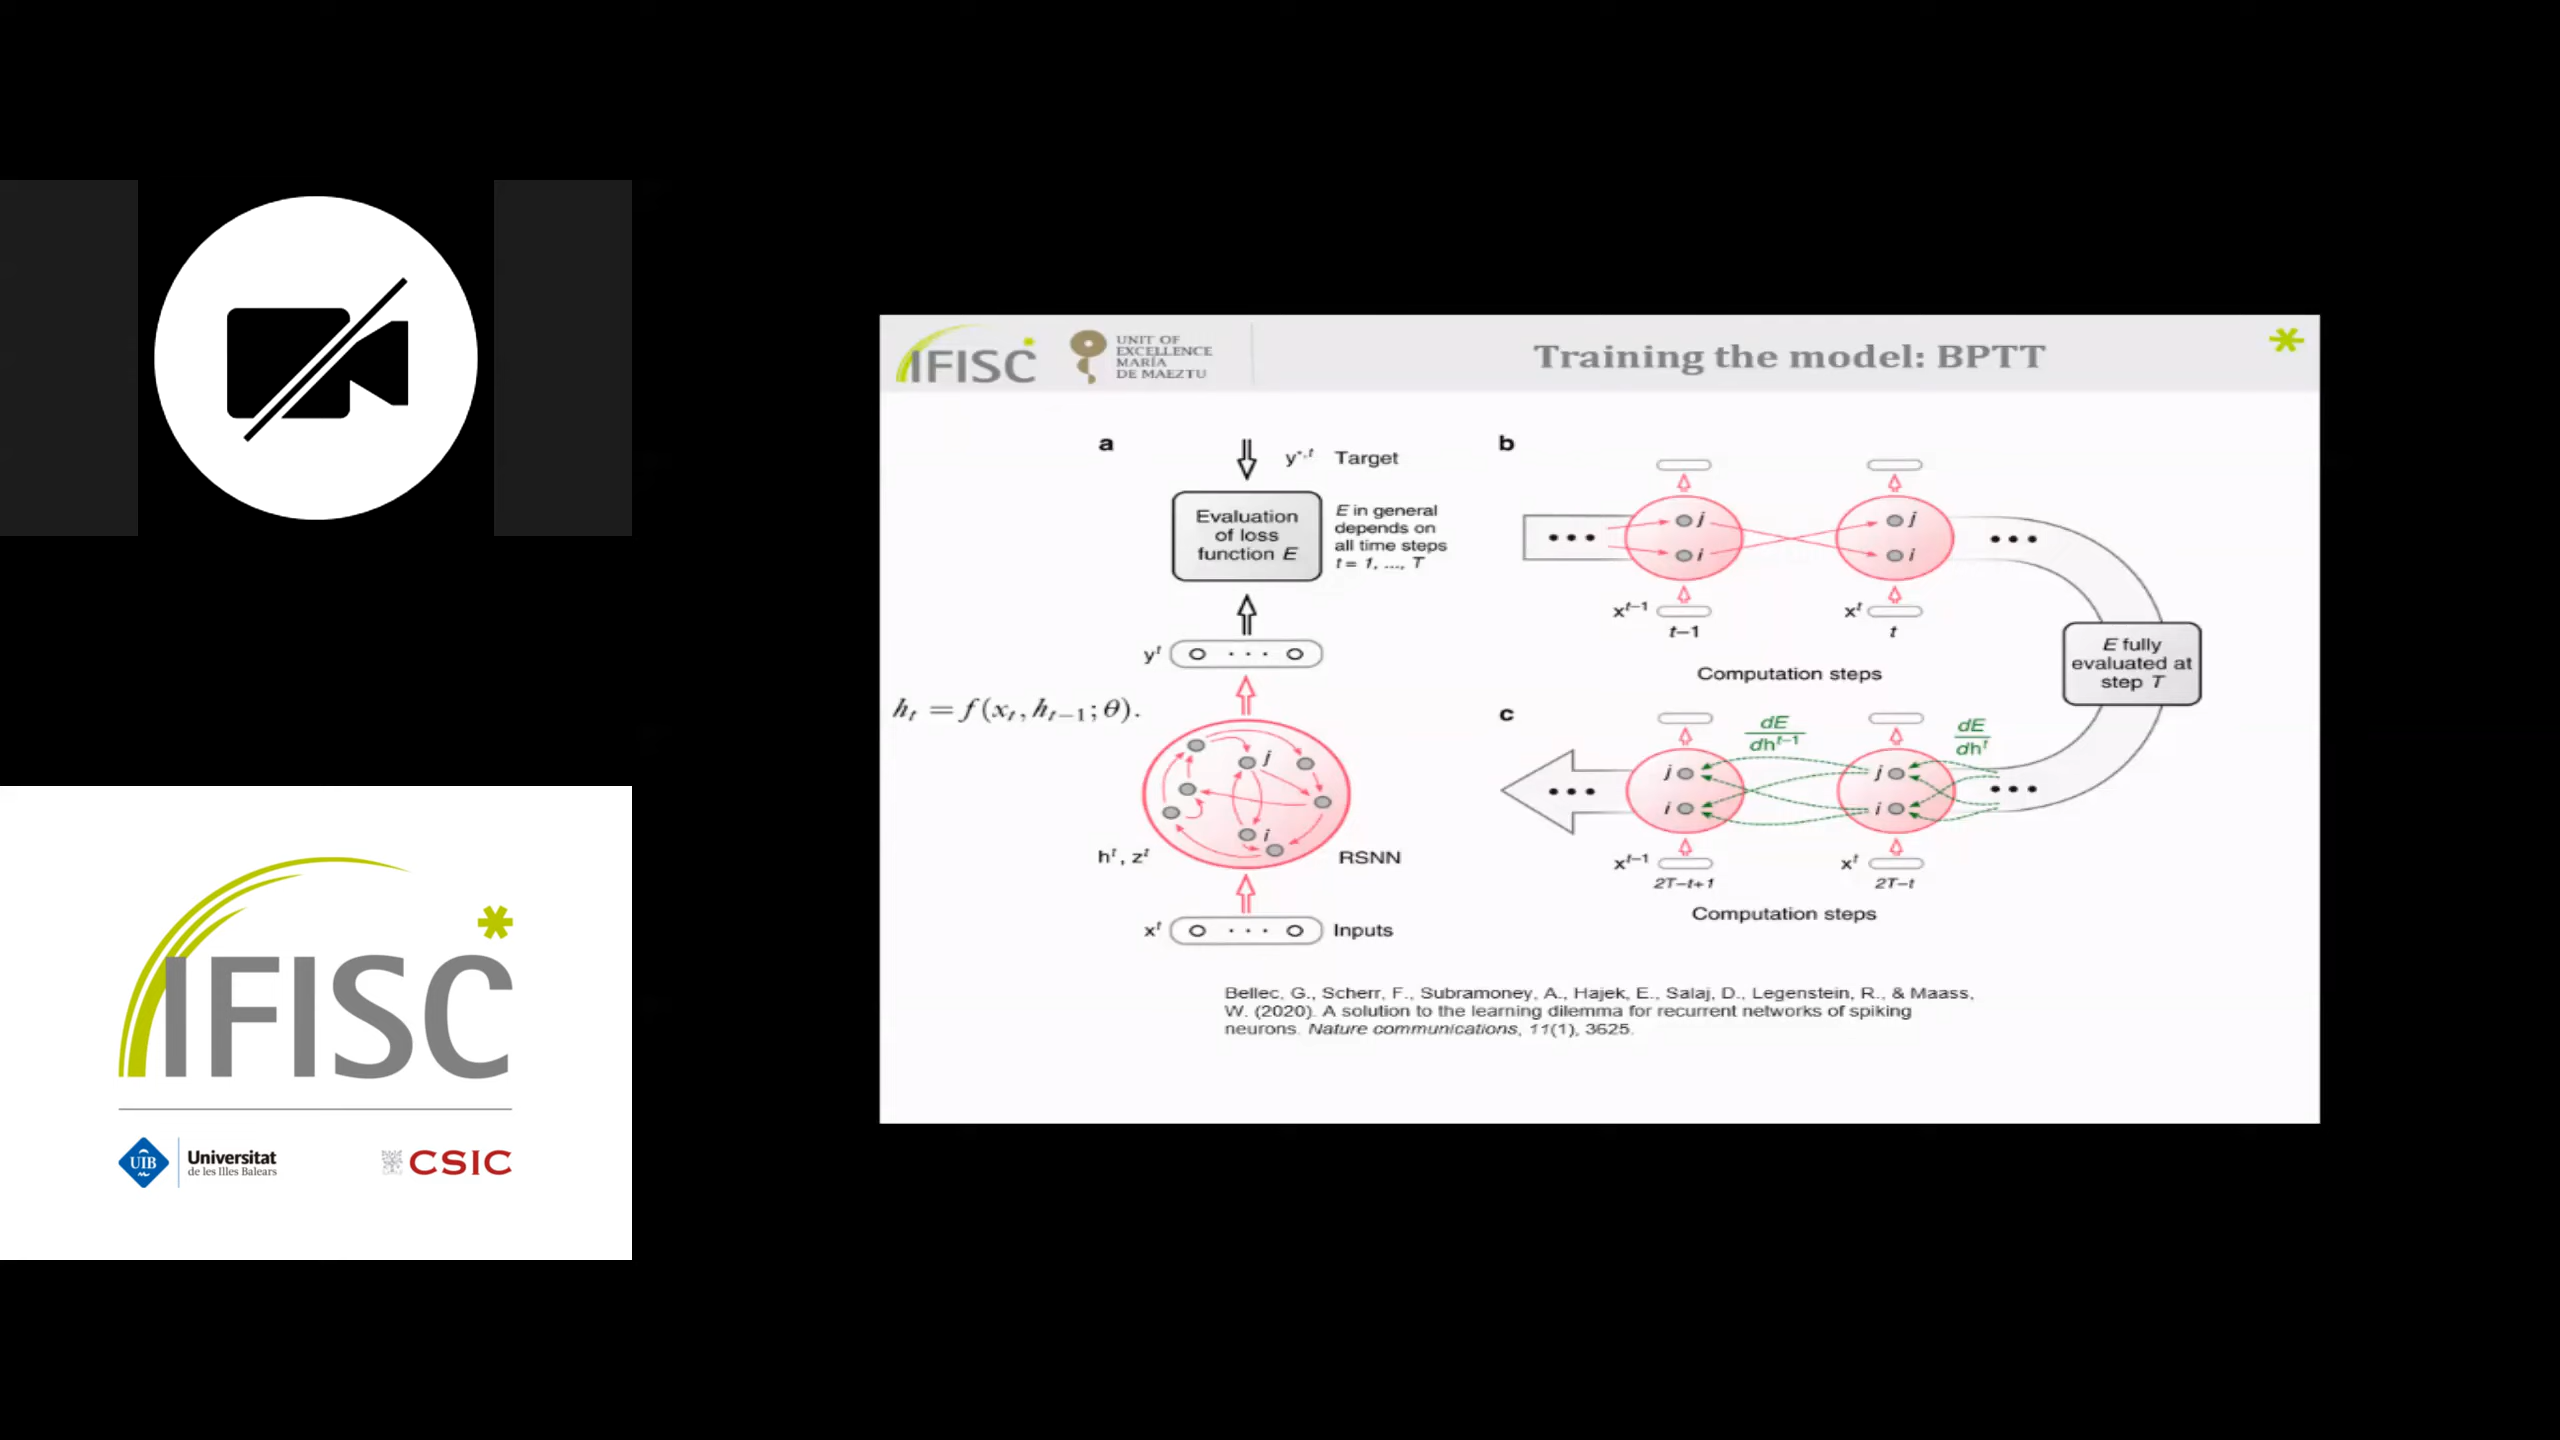 IFISC
UNIT OF
EXCELLENCE
MARÍA
DE MAEZTU
Training the model: BPTT
a
y*,t Target
Evaluation
of loss
function E
E in general
depends on
all time steps
t = 1, ..., T
y^t
h_t = f(x_t, h_{t-1}; θ).
j
i
h^t, z^t
RSNN
x^t
Inputs
b
j
i
j
i
x^{t-1}
x^t
t-1
t
Computation steps
E fully
evaluated at
step T
c
dE
dh^{t-1}
dE
dh^t
j
i
j
i
x^{t-1}
x^t
2T-t+1
2T-t
Computation steps
Bellec, G., Scherr, F., Subramoney, A., Hajek, E., Salaj, D., Legenstein, R., & Maass,
W. (2020). A solution to the learning dilemma for recurrent networks of spiking
neurons. Nature communications, 11(1), 3625.
IFISC
UIB
Universitat
de les Illes Balears
CSIC